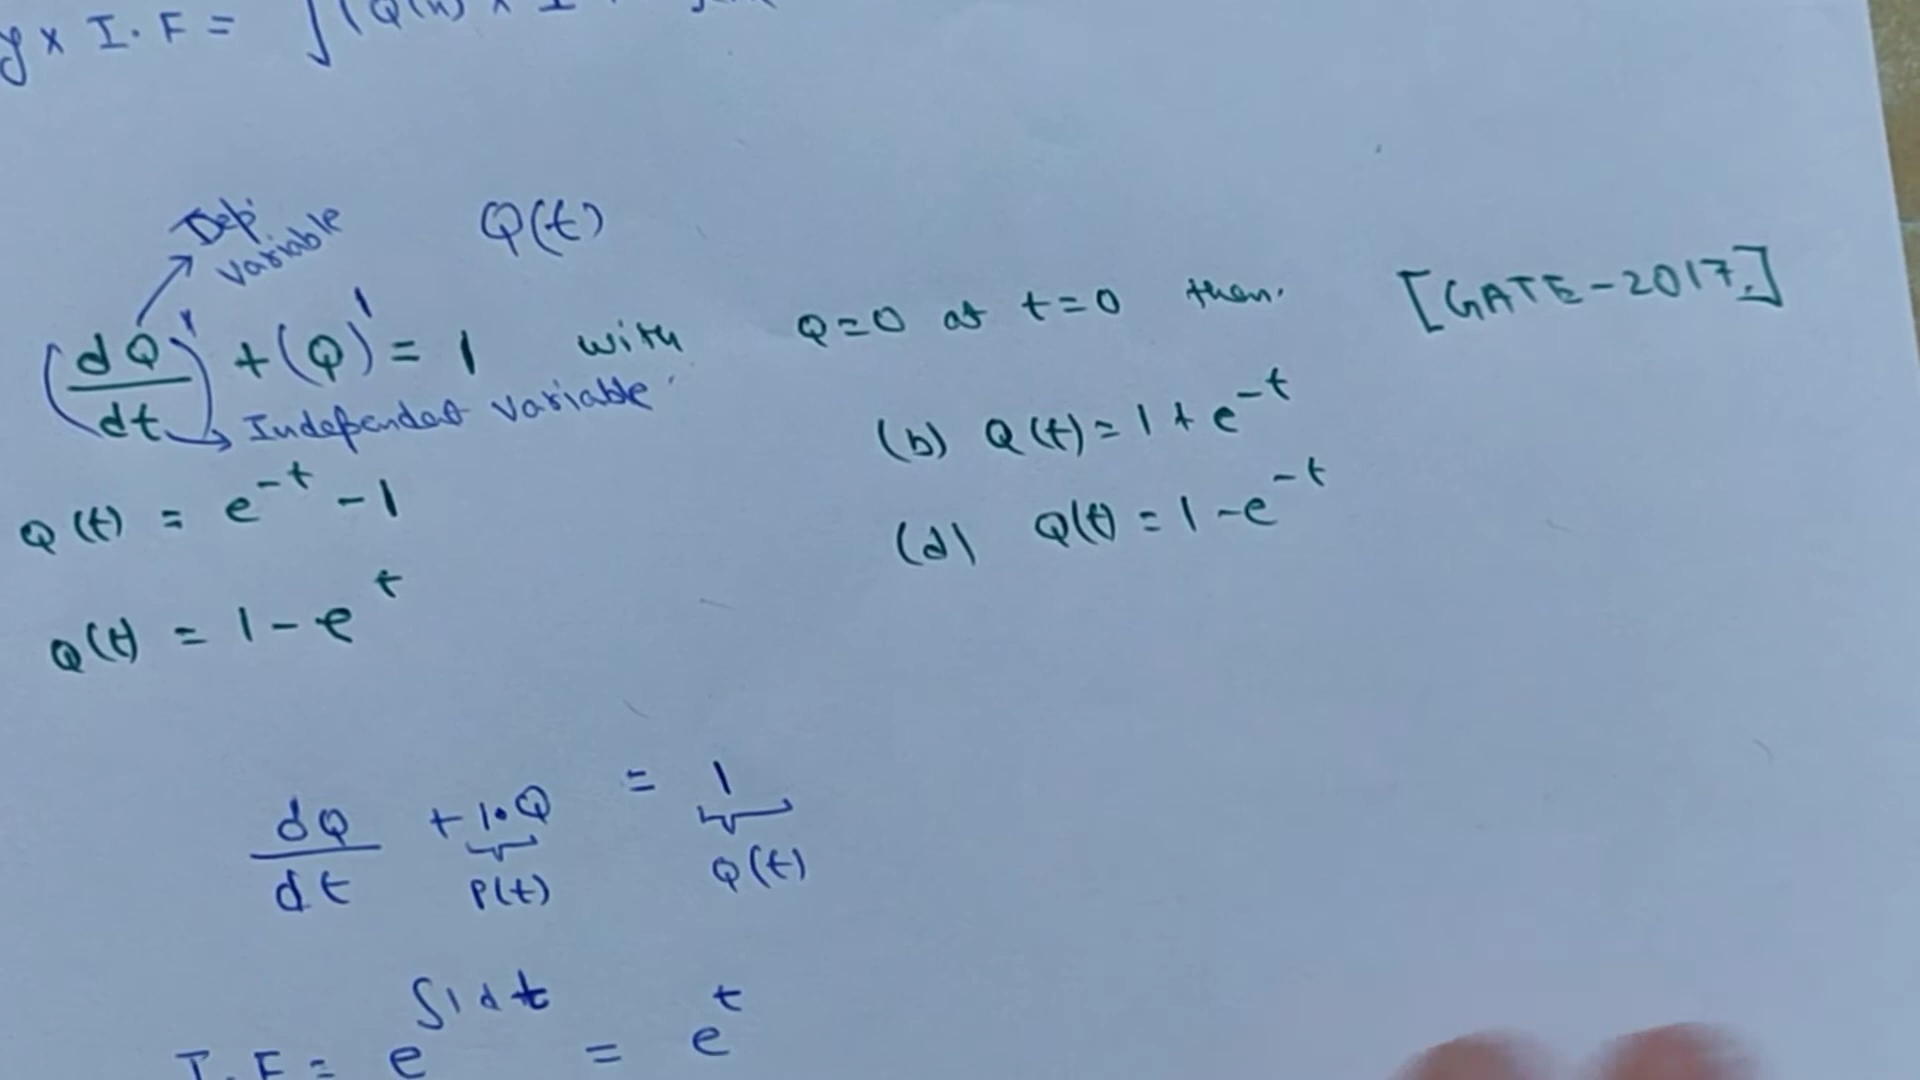 y × I.F =
Dep. variable
Q(t)
(dQ/dt)¹ + (Q)¹ = 1 with Q=0 at t=0 then. [GATE-2017]
Independent variable
Q(t) = e^-t - 1
(b) Q(t) = 1 + e^-t
Q(t) = 1 - e^t
(d) Q(t) = 1 - e^-t
dQ/dt + 1.Q = 1
P(t) Q(t)
I.F = e^∫1dt = e^t